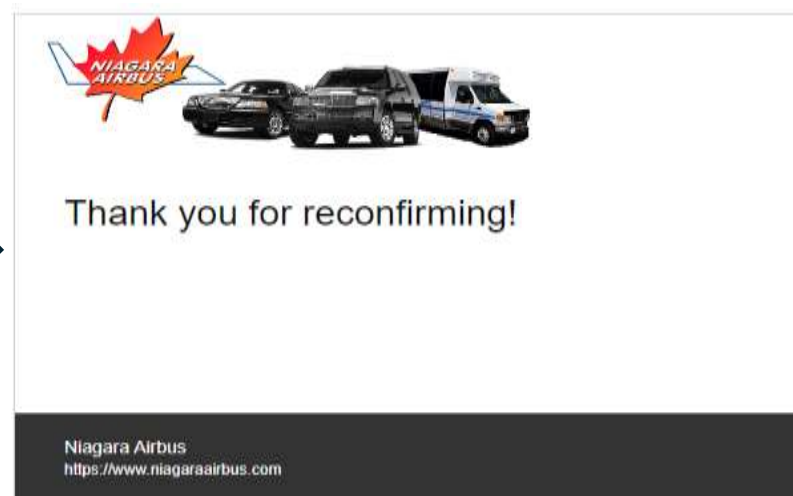 NIAGARA
AIRBUS
Thank you for reconfirming!
Niagara Airbus
https://www.niagaraairbus.com